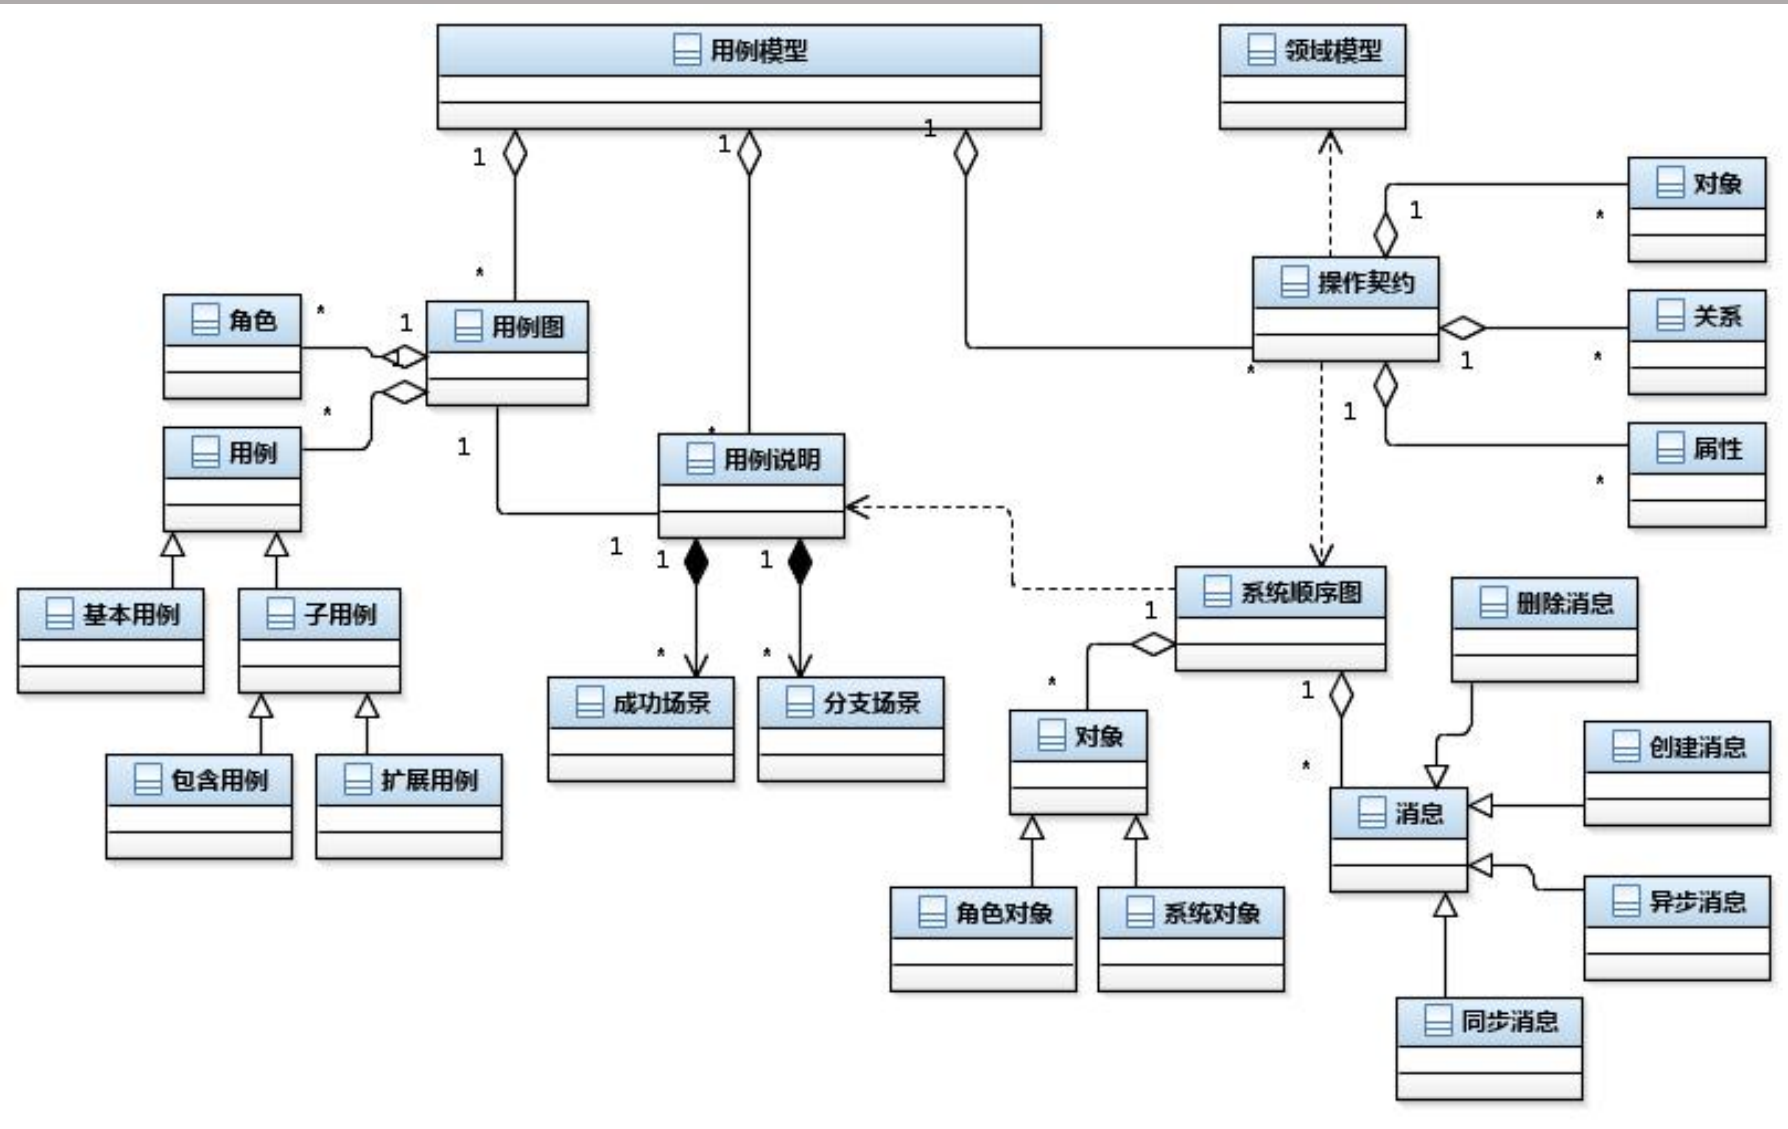 用例模型
领域模型
1
1
1
对象
1
*
*
操作契约
角色
*
1
用例图
关系
1
*
1
*
*
1
用例
*
1
用例说明
属性
*
*
基本用例
子用例
1
1
1
系统顺序图
删除消息
1
*
*
成功场景
分支场景
*
1
对象
创建消息
*
包含用例
扩展用例
消息
角色对象
系统对象
异步消息
同步消息